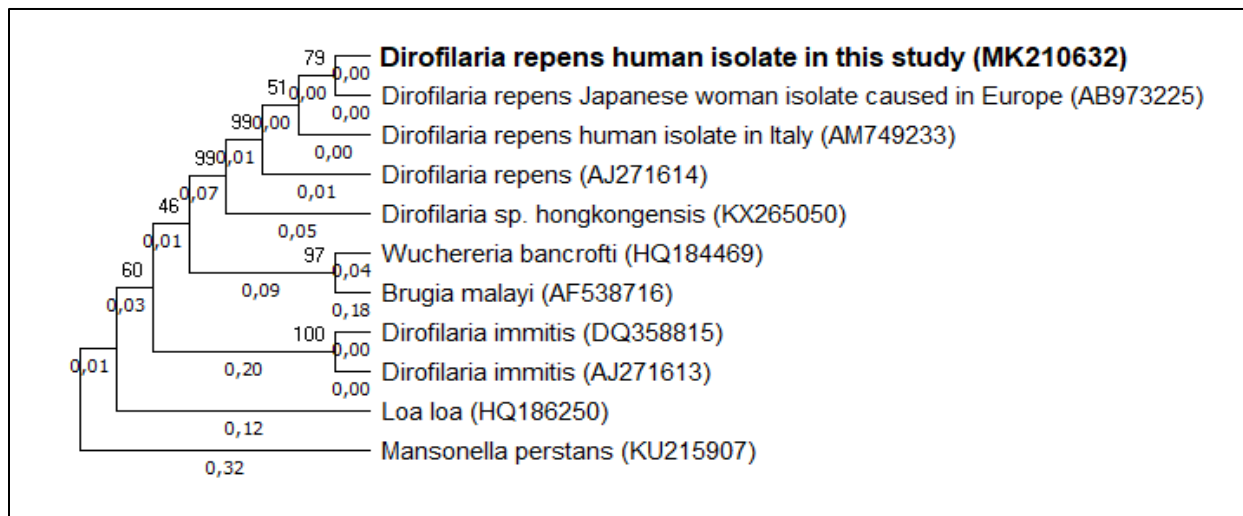 79
Dirofilaria repens human isolate in this study (MK210632)
0,00
51
0,00
Dirofilaria repens Japanese woman isolate caused in Europe (AB973225)
0,00
99
0,00
Dirofilaria repens human isolate in Italy (AM749233)
0,00
99
0,01
Dirofilaria repens (AJ271614)
0,01
46
0,07
Dirofilaria sp. hongkongensis (KX265050)
0,05
0,01
97
Wuchereria bancrofti (HQ184469)
0,04
60
0,09
Brugia malayi (AF538716)
0,18
0,03
100
Dirofilaria immitis (DQ358815)
0,00
0,01
0,20
Dirofilaria immitis (AJ271613)
0,00
Loa loa (HQ186250)
0,12
Mansonella perstans (KU215907)
0,32